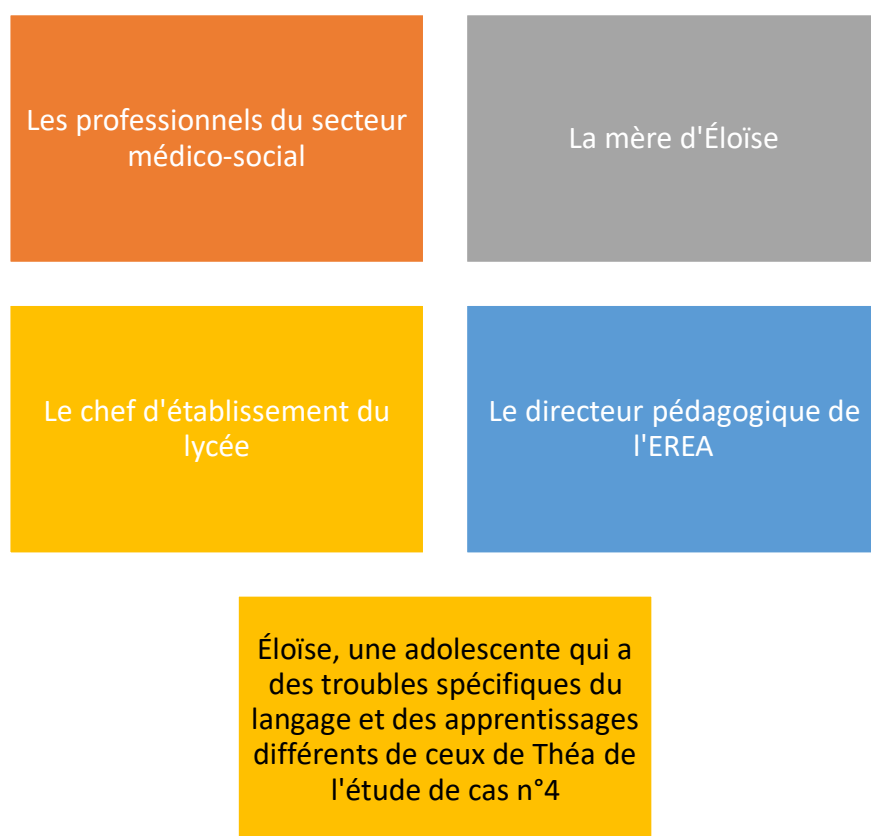 Les professionnels du secteur
médico-social
La mère d'Éloïse
Le chef d'établissement du
lycée
Le directeur pédagogique de
l'EREA
Éloïse, une adolescente qui a
des troubles spécifiques du
langage et des apprentissages
différents de ceux de Théa de
l'étude de cas n°4